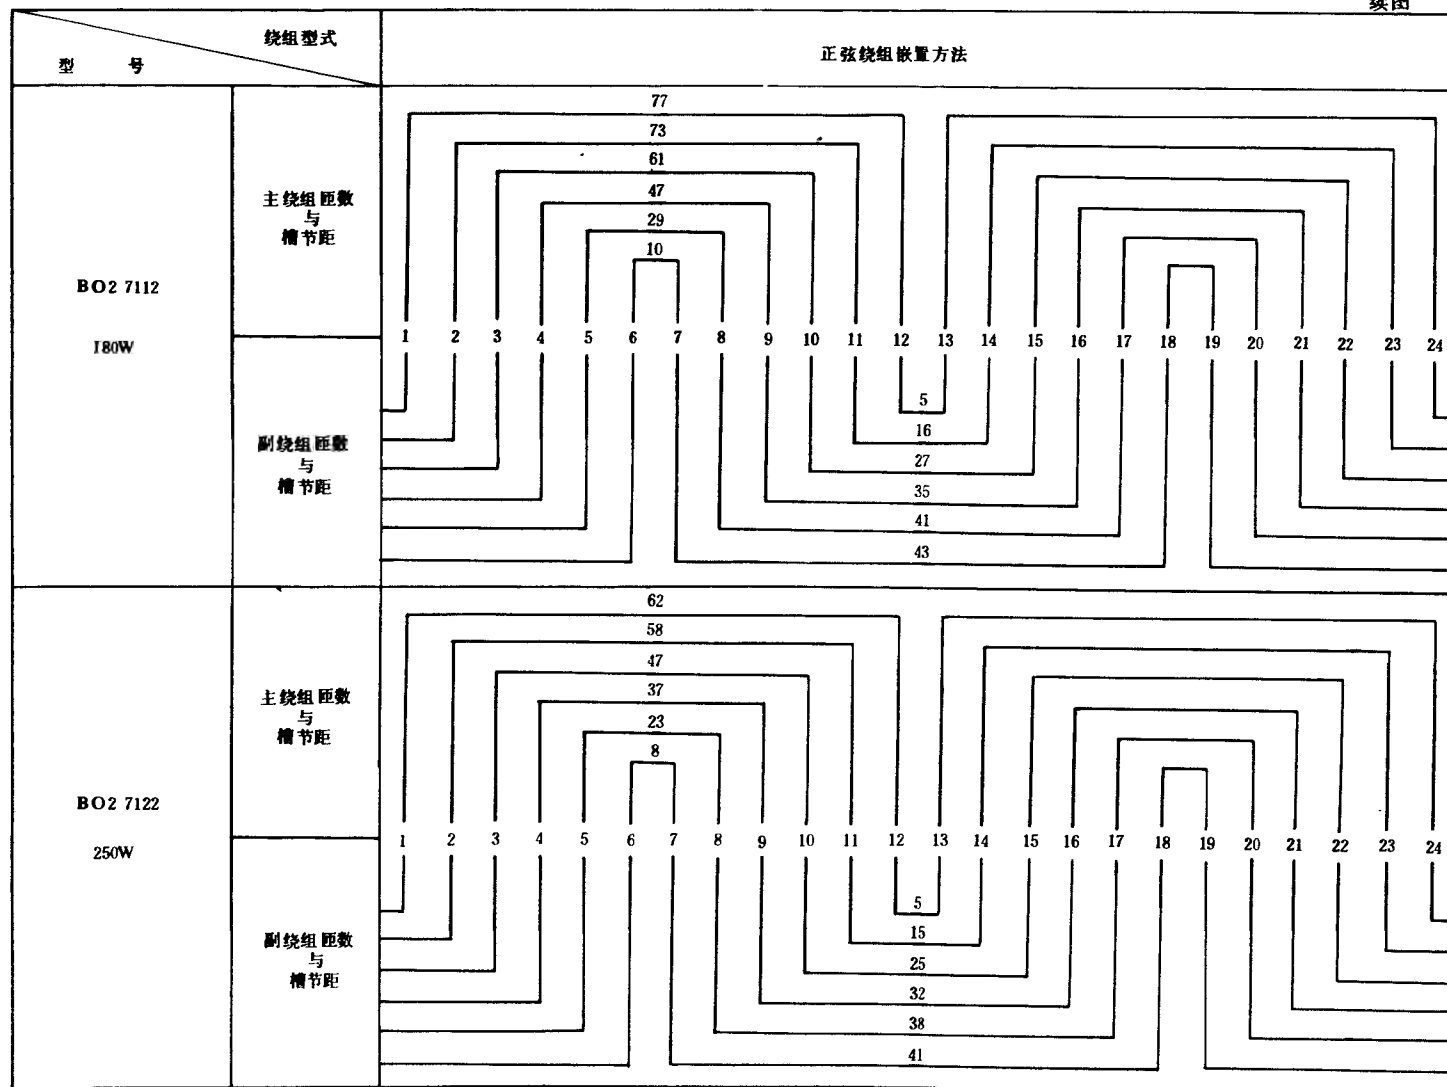 续图
绕组型式
型 号
正弦绕组嵌置方法
BO2 7112
180W
主绕组匝数
与
槽节距
77
73
61
47
29
10
1 2 3 4 5 6 7 8 9 10 11 12 13 14 15 16 17 18 19 20 21 22 23 24
副绕组匝数
与
槽节距
5
16
27
35
41
43
BO2 7122
250W
主绕组匝数
与
槽节距
62
58
47
37
23
8
1 2 3 4 5 6 7 8 9 10 11 12 13 14 15 16 17 18 19 20 21 22 23 24
副绕组匝数
与
槽节距
5
15
25
32
38
41